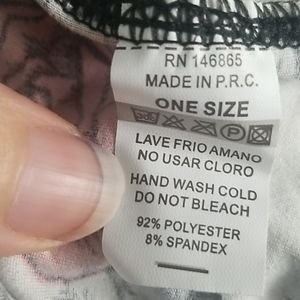 RN 146865
MADE IN P.R.C.
ONE SIZE
LAVE FRIO AMANO
NO USAR CLORO
HAND WASH COLD
DO NOT BLEACH
92% POLYESTER
8% SPANDEX